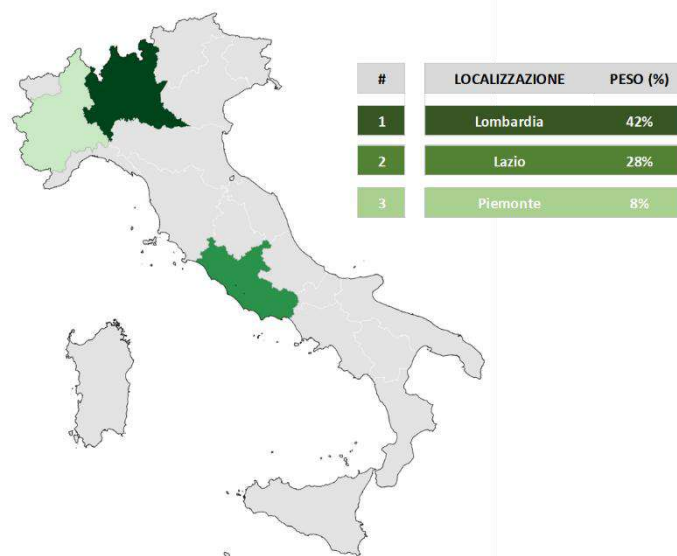 # LOCALIZZAZIONE PESO (%)
1 Lombardia 42%
2 Lazio 28%
3 Piemonte 8%